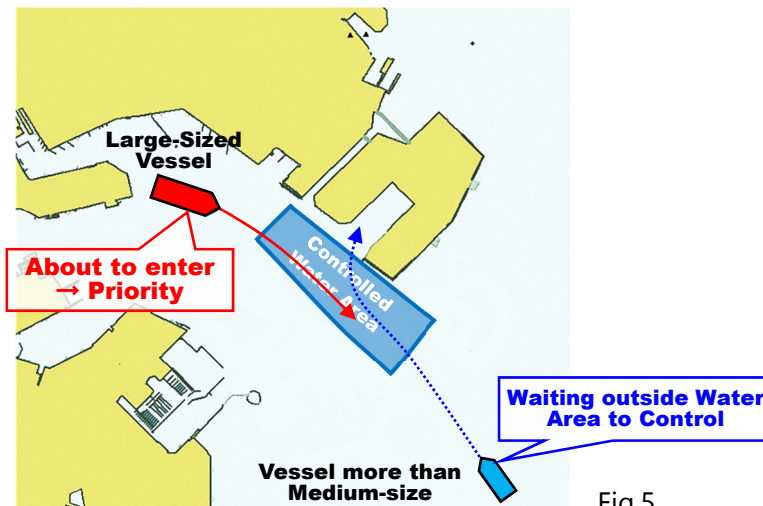 Large-Sized
Vessel
About to enter
→ Priority
Controlled
Water Area
Waiting outside Water
Area to Control
Vessel more than
Medium-size
Fig.5